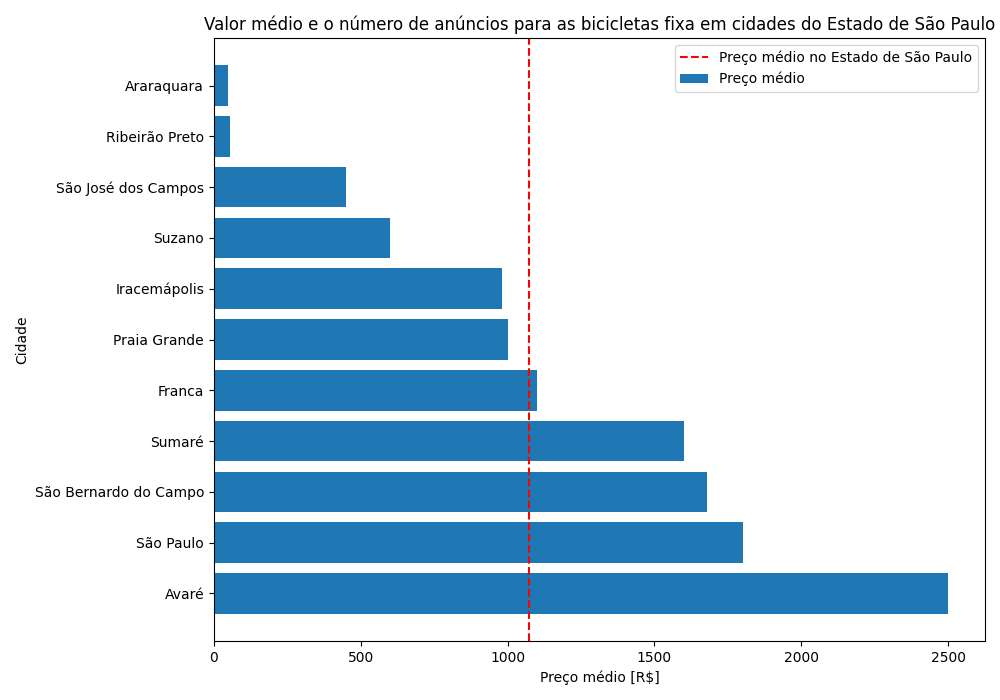 Valor médio e o número de anúncios para as bicicletas fixa em cidades do Estado de São Paulo
Preço médio no Estado de São Paulo
Preço médio
Cidade
Araraquara
Ribeirão Preto
São José dos Campos
Suzano
Iracemápolis
Praia Grande
Franca
Sumaré
São Bernardo do Campo
São Paulo
Avaré
0 500 1000 1500 2000 2500
Preço médio [R$]